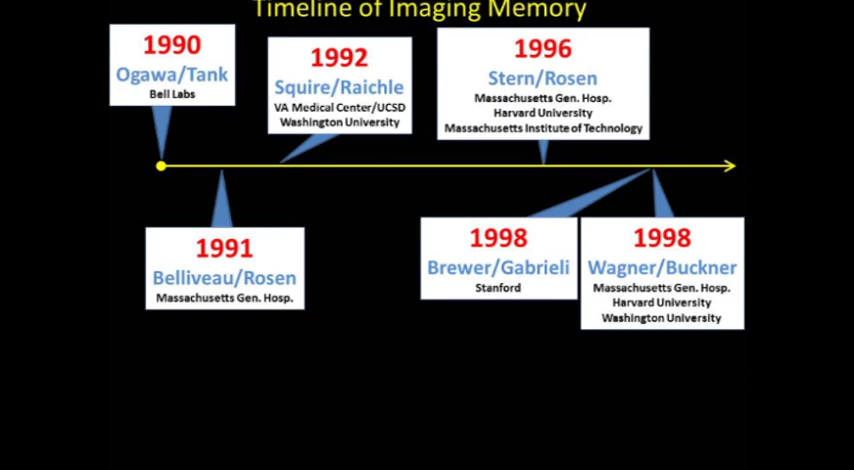 Timeline of Imaging Memory
1990
Ogawa/Tank
Bell Labs
1992
Squire/Raichle
VA Medical Center/UCSD
Washington University
1996
Stern/Rosen
Massachusetts Gen. Hosp.
Harvard University
Massachusetts Institute of Technology
1991
Belliveau/Rosen
Massachusetts Gen. Hosp.
1998
Brewer/Gabrieli
Stanford
1998
Wagner/Buckner
Massachusetts Gen. Hosp.
Harvard University
Washington University